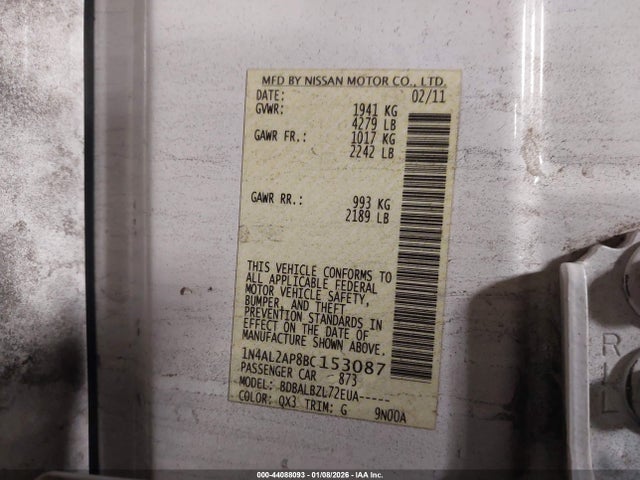 MFD BY NISSAN MOTOR CO., LTD.
DATE: 02/11
GVWR: 1941 KG
4279 LB
GAWR FR.: 1017 KG
2242 LB
GAWR RR.: 993 KG
2189 LB
THIS VEHICLE CONFORMS TO
ALL APPLICABLE FEDERAL
MOTOR VEHICLE SAFETY,
BUMPER, AND THEFT
PREVENTION STANDARDS IN
EFFECT ON THE DATE OF
MANUFACTURE SHOWN ABOVE.
1N4AL2AP8BC153087
PASSENGER CAR 873
MODEL: BDBALBZL72EUA-----
COLOR: QX3 TRIM: G 9N00A
R
L
000-44088093 - 01/08/2026 - IAA Inc.